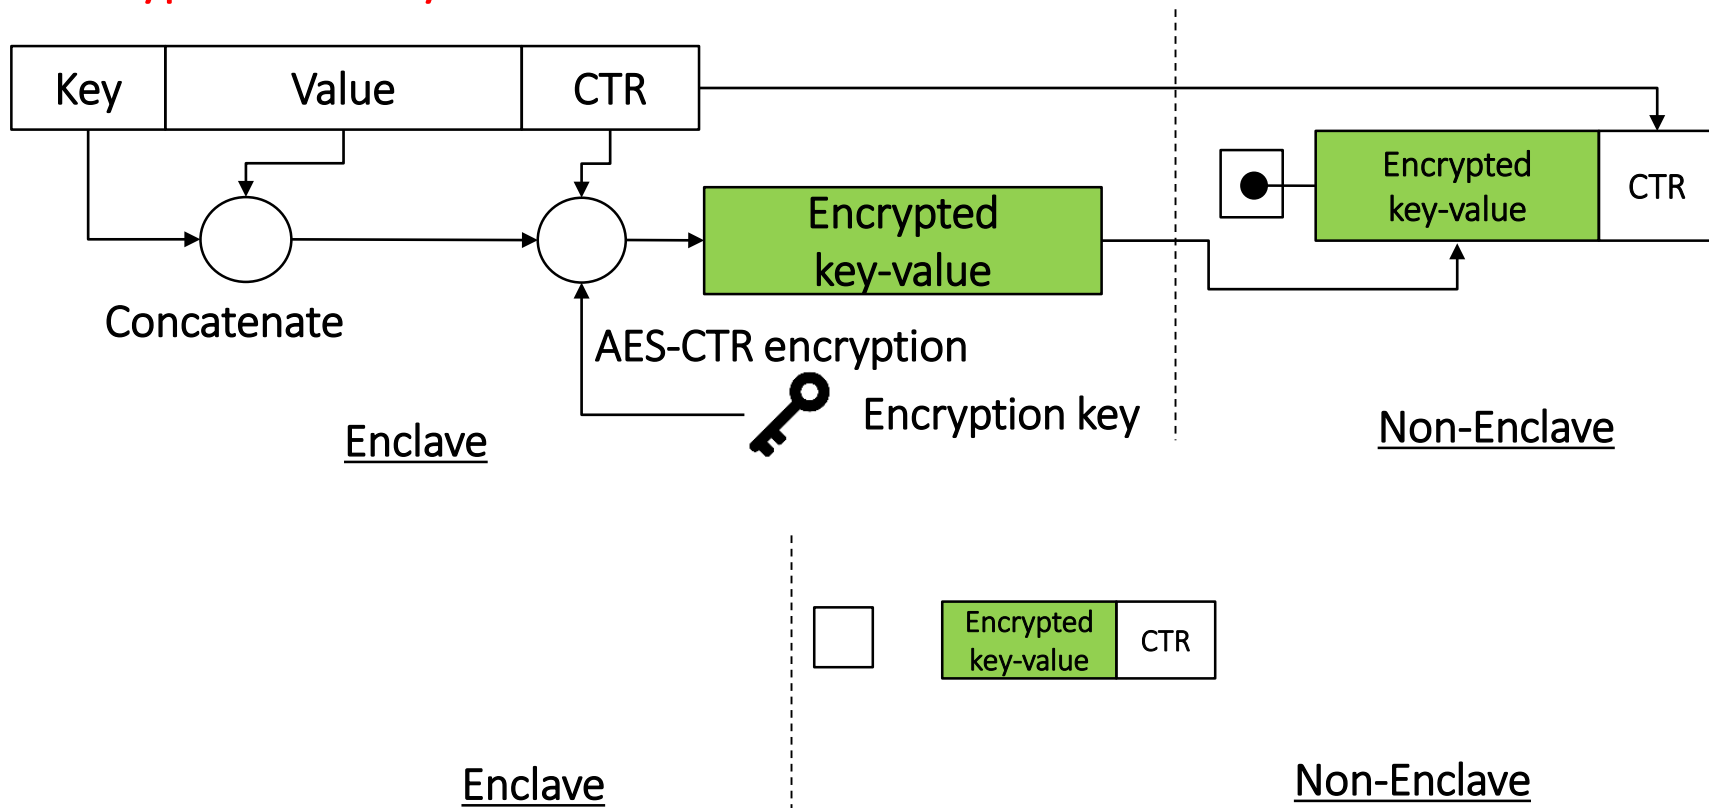 Key Value CTR
Encrypted
key-value
CTR
Encrypted
key-value
Concatenate
AES-CTR encryption
Encryption key
Enclave
Non-Enclave
Encrypted
key-value
CTR
Enclave
Non-Enclave